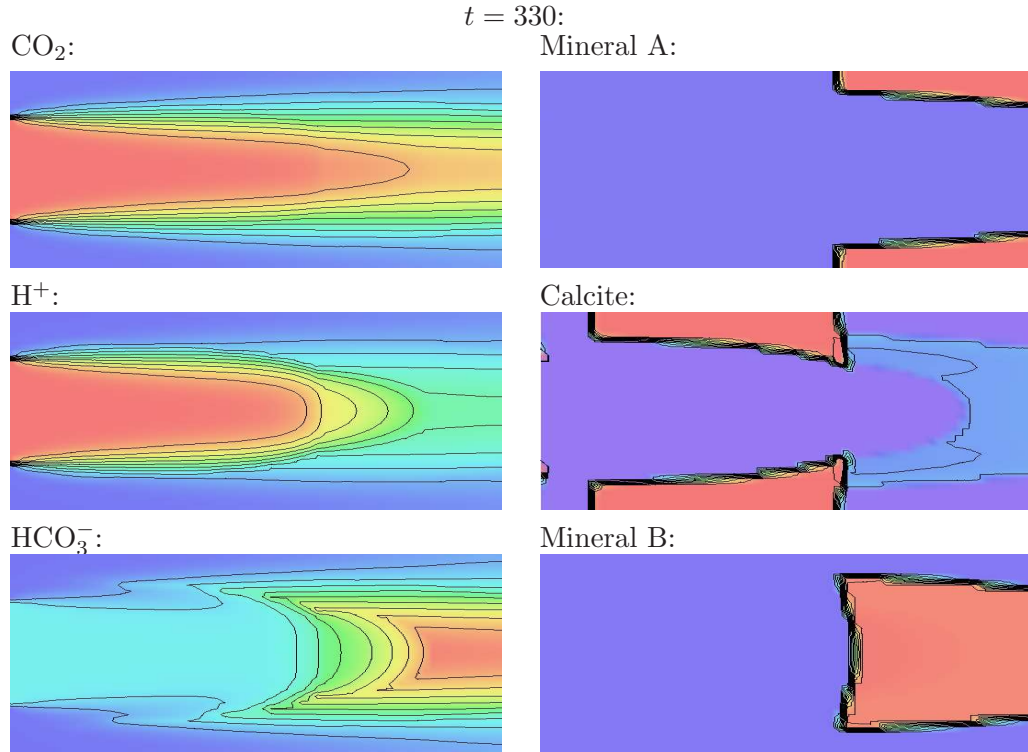 t = 330:
CO₂:
Mineral A:
H⁺:
Calcite:
HCO₃⁻:
Mineral B: